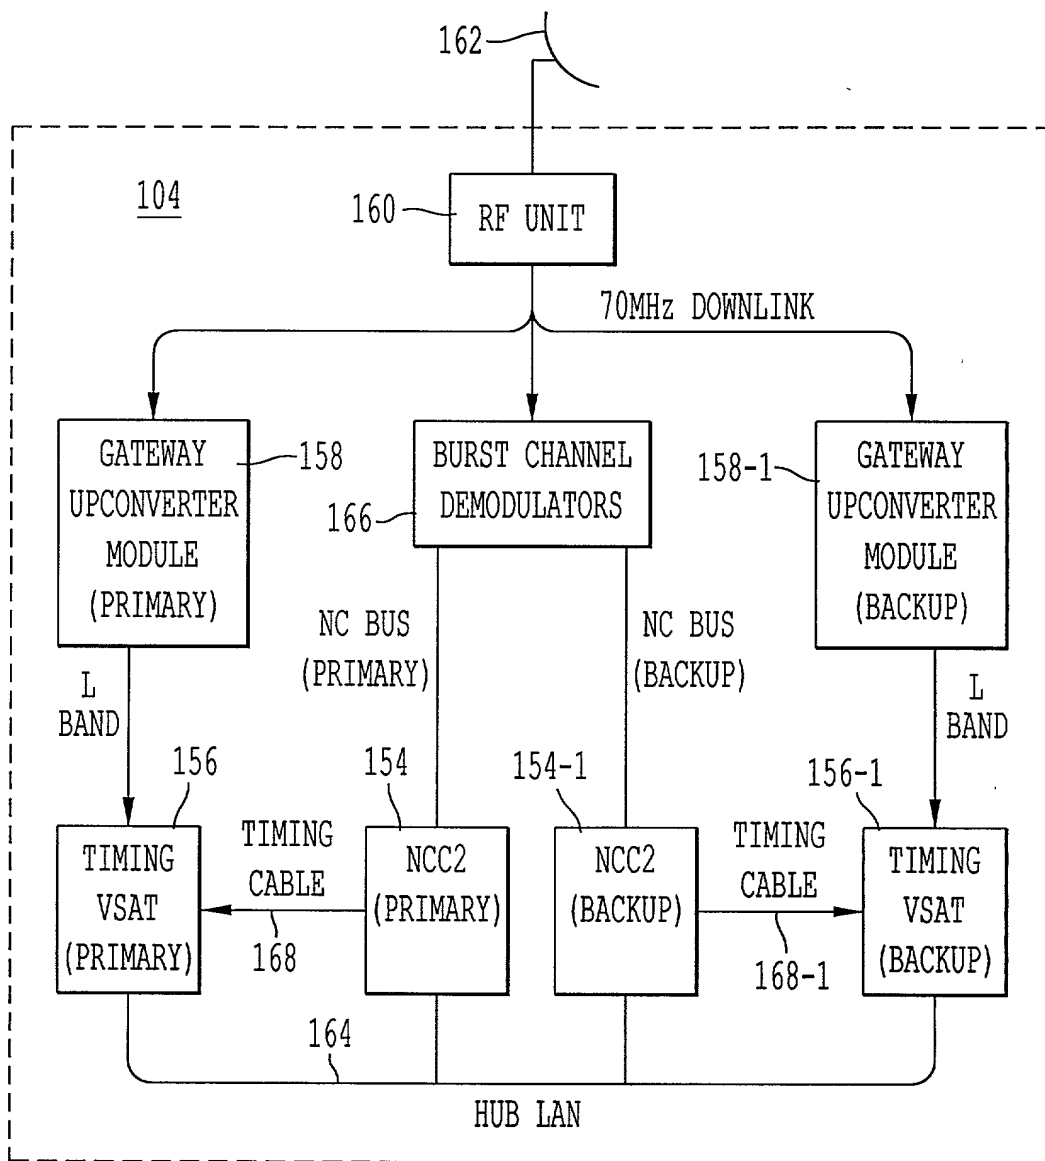 162
104
160
RF UNIT
70MHz DOWNLINK
GATEWAY
UPCONVERTER
MODULE
(PRIMARY)
158
BURST CHANNEL
DEMODULATORS
166
158-1
GATEWAY
UPCONVERTER
MODULE
(BACKUP)
NC BUS
(PRIMARY)
NC BUS
(BACKUP)
L
BAND
L
BAND
156
154
154-1
156-1
TIMING
VSAT
(PRIMARY)
TIMING
CABLE
168
NCC2
(PRIMARY)
NCC2
(BACKUP)
TIMING
CABLE
168-1
TIMING
VSAT
(BACKUP)
164
HUB LAN